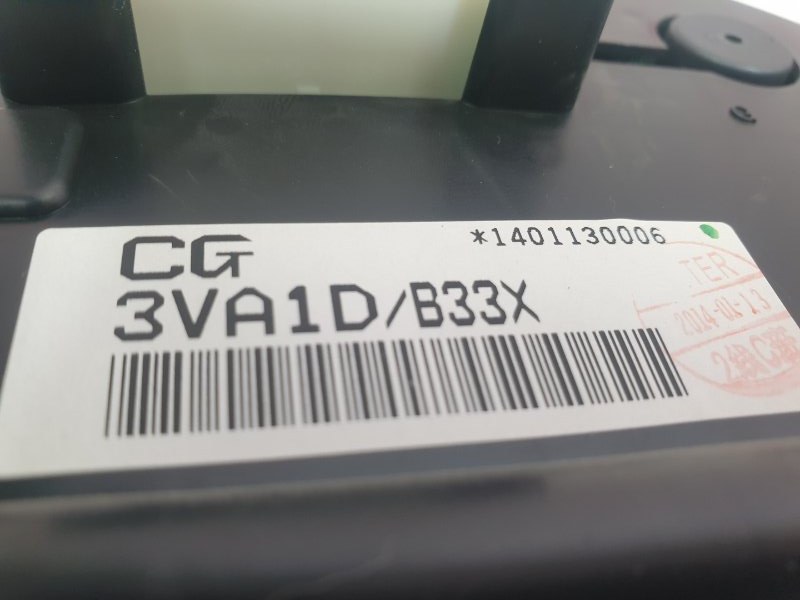 CG
*1401130006
3VA1D/B33X
TER
2014-01-13